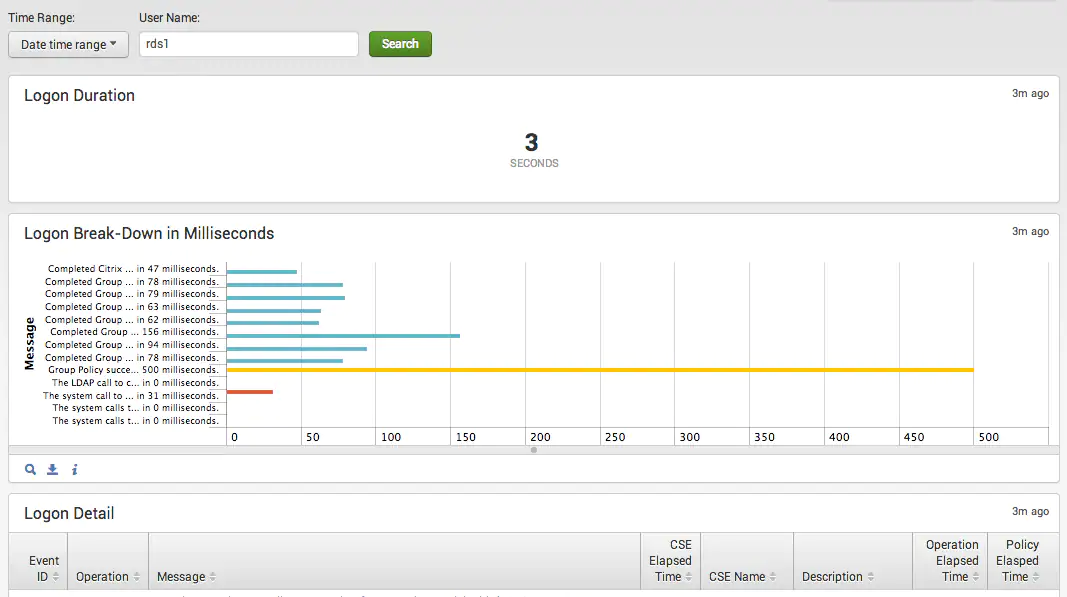 Time Range:
User Name:
Date time range
rds1
Search
Logon Duration
3m ago
3
SECONDS
Logon Break-Down in Milliseconds
3m ago
Message
Completed Citrix ... in 47 milliseconds.
Completed Group ... in 78 milliseconds.
Completed Group ... in 79 milliseconds.
Completed Group ... in 63 milliseconds.
Completed Group ... in 62 milliseconds.
Completed Group ... 156 milliseconds.
Completed Group ... in 94 milliseconds.
Completed Group ... in 78 milliseconds.
Group Policy succe... 500 milliseconds.
The LDAP call to c... in 0 milliseconds.
The system call to ... in 31 milliseconds.
The system calls t... in 0 milliseconds.
The system calls t... in 0 milliseconds.
0 50 100 150 200 250 300 350 400 450 500
Logon Detail
3m ago
Event
ID
Operation
Message
CSE
Elapsed
Time
CSE Name
Description
Operation
Elapsed
Time
Policy
Elasped
Time